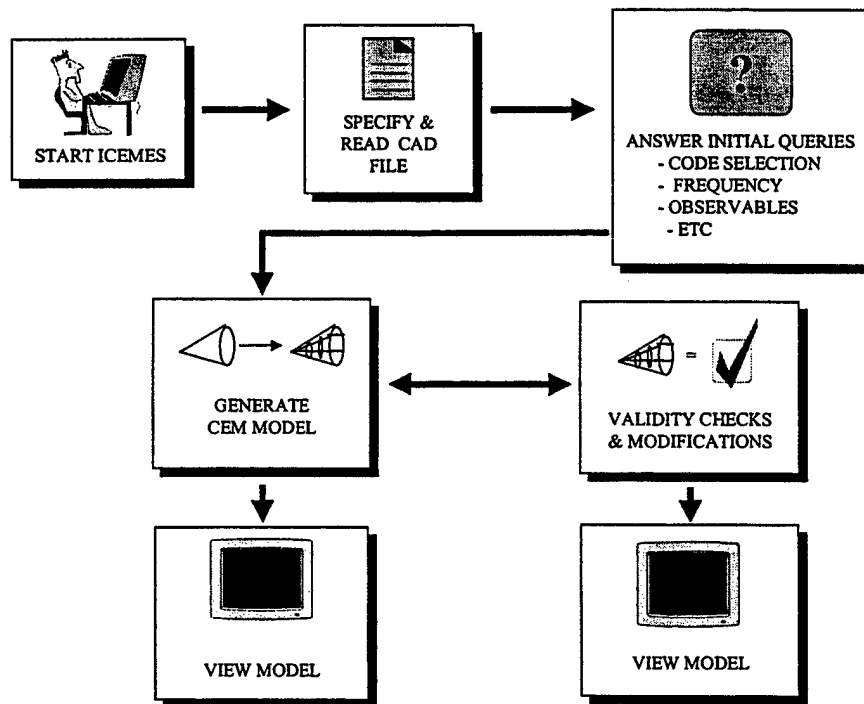 START ICEMES
SPECIFY &
READ CAD
FILE
?
ANSWER INITIAL QUERIES
- CODE SELECTION
- FREQUENCY
- OBSERVABLES
- ETC
GENERATE
CEM MODEL
=
VALIDITY CHECKS
& MODIFICATIONS
VIEW MODEL
VIEW MODEL